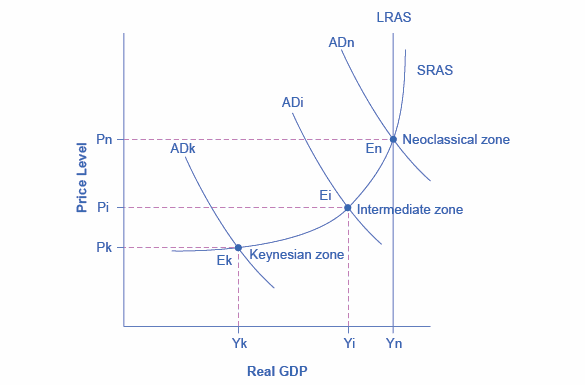 LRAS
ADn
SRAS
ADi
Pn
En
Neoclassical zone
ADk
Price Level
Ei
Pi
Intermediate zone
Pk
Keynesian zone
Ek
Yk
Yi
Yn
Real GDP